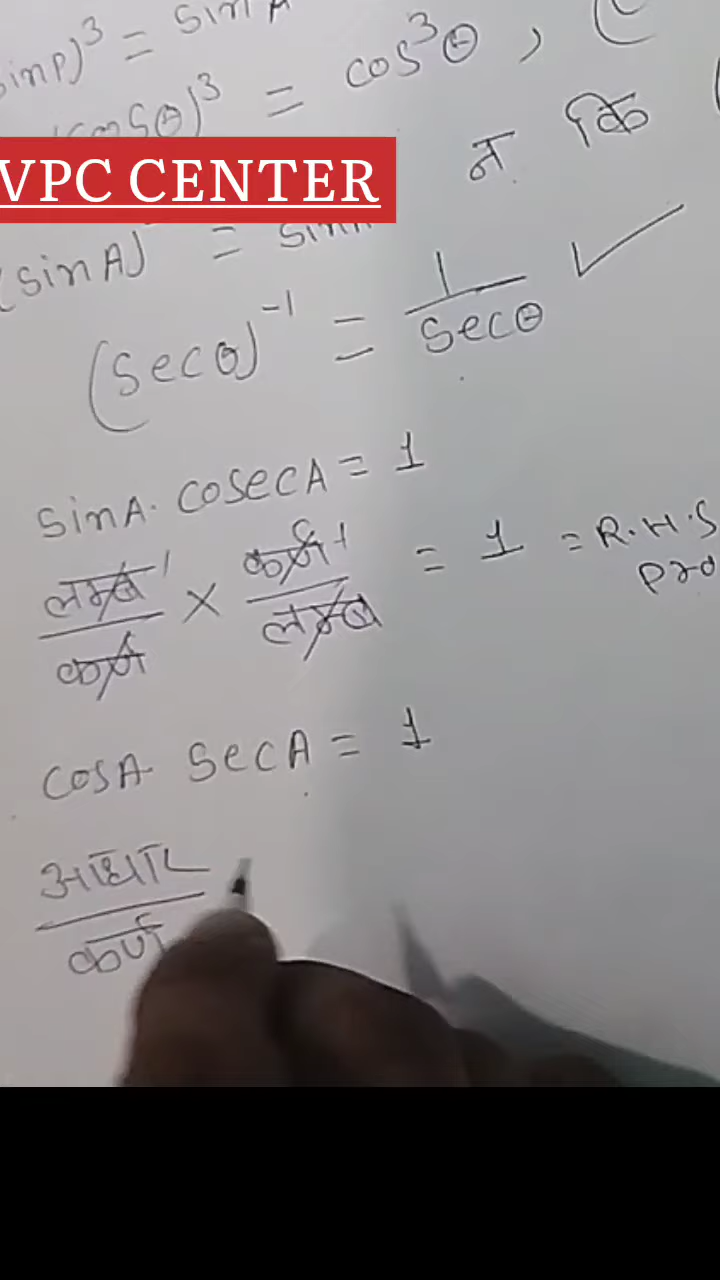 sinP)³ = sinA
(cosθ)³ = cos³θ , (
न कि (
VPC CENTER
(sinA) = sin
(secθ)⁻¹ = 1/secθ ✓
sinA. cosecA = 1
लम्ब/कर्ण × कर्ण/लम्ब = 1 = R.H.S
cosA. secA = 1
आधार/कर्ण